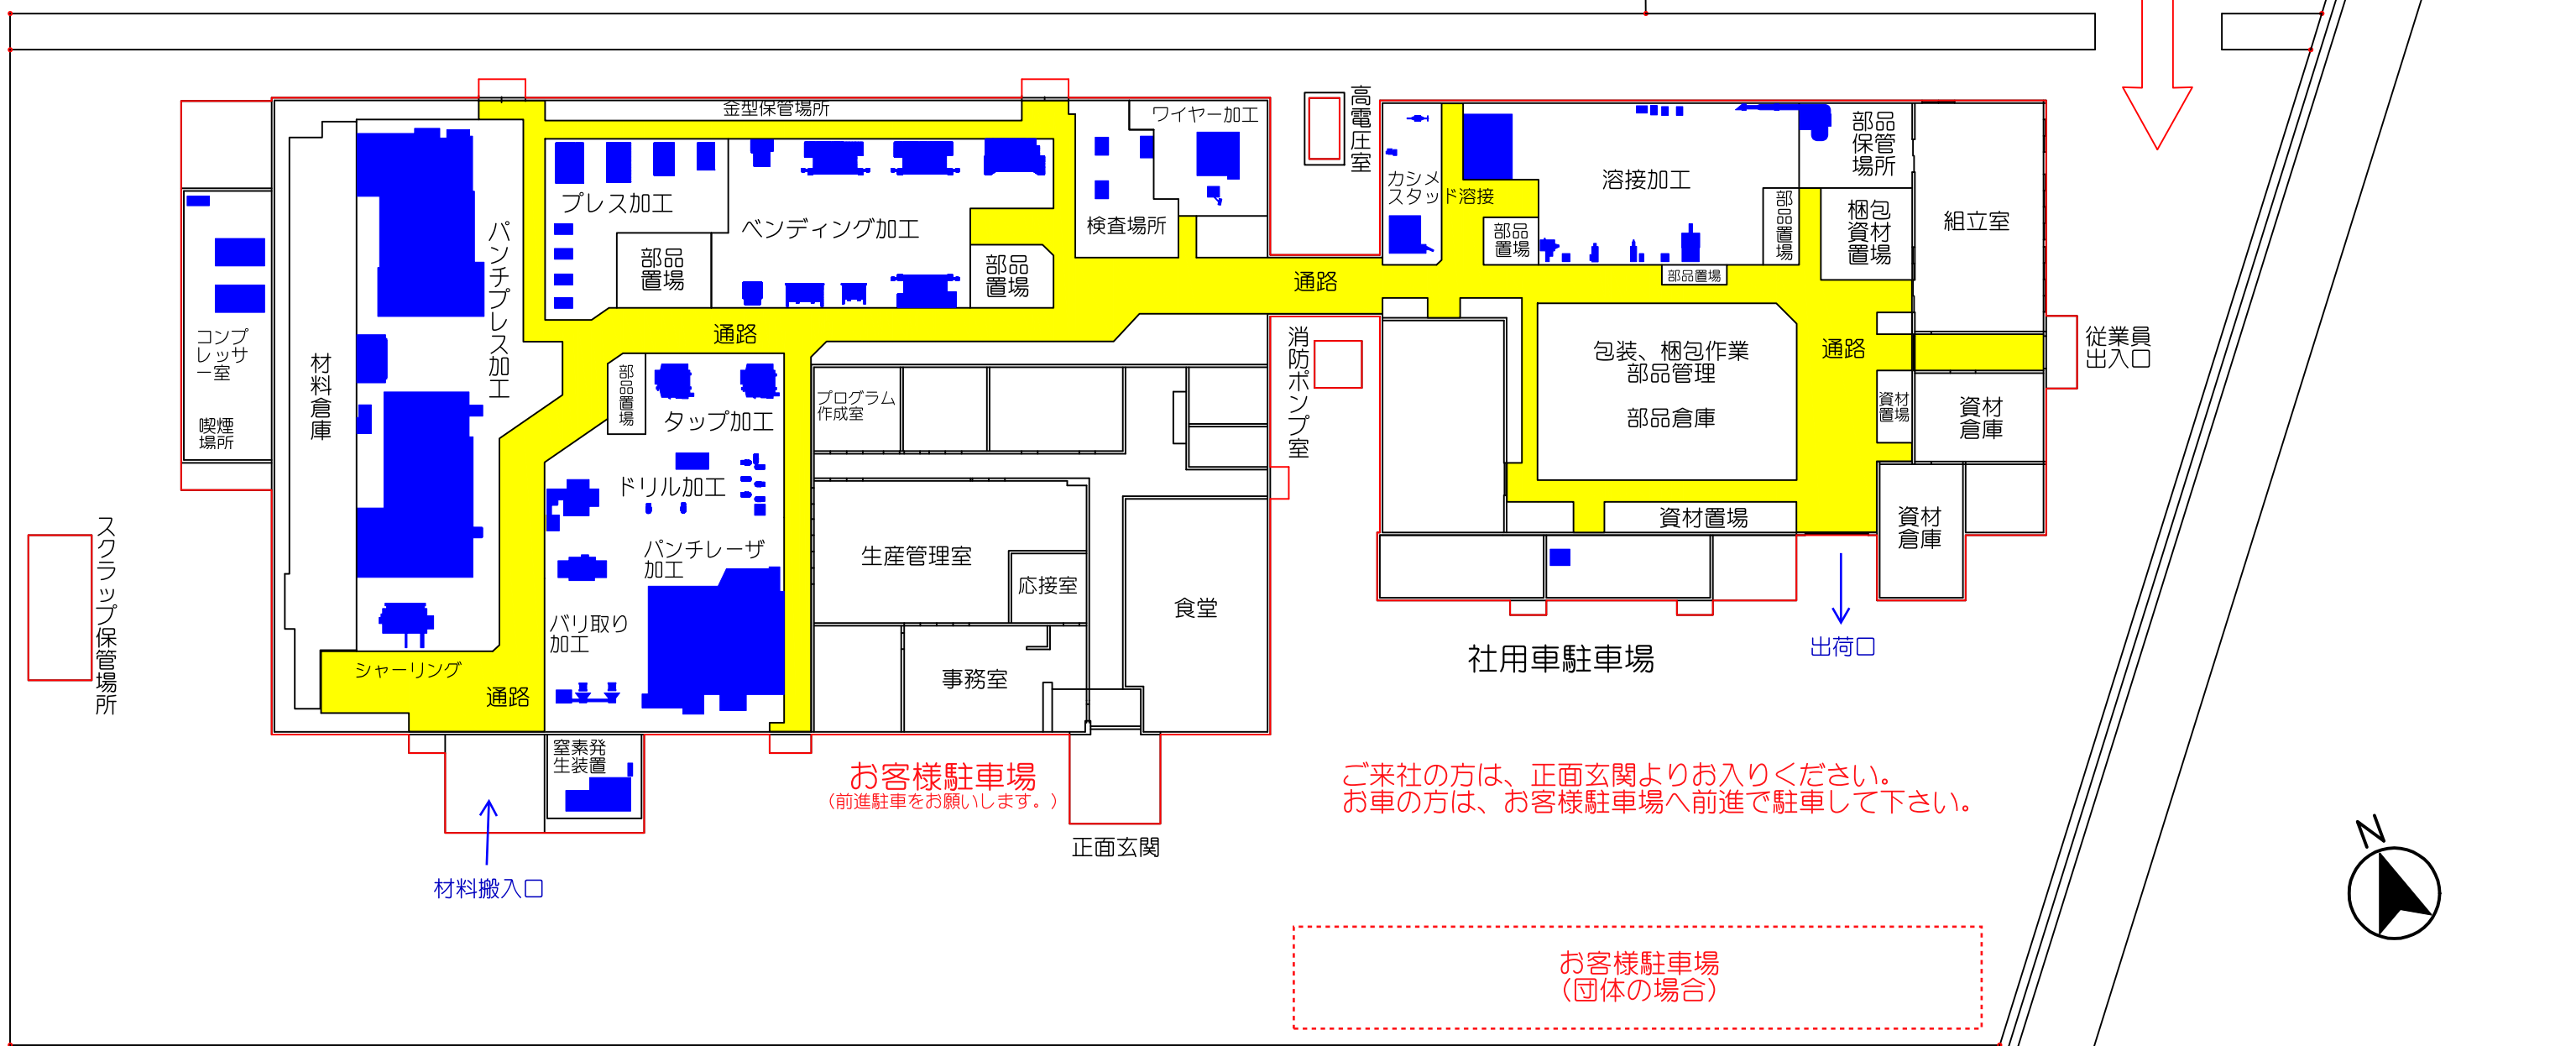 金型保管場所
ワイヤー加工
高電圧室
カシメ
スタッド溶接
溶接加工
部品
保管
場所
プレス加工
ベンディング加工
検査場所
部品
置場
部品
置場
部品
置場
部品置場
部品置場
梱包
資材
置場
組立室
パンチプレス加工
通路
通路
コンプ
レッサ
ー室
喫煙
場所
材料倉庫
部品置場
タップ加工
プログラム
作成室
消防ポンプ室
包装、梱包作業
部品管理
部品倉庫
通路
従業員
出入口
資材
置場
資材
倉庫
ドリル加工
資材置場
資材
倉庫
スクラップ保管場所
パンチレーザ
加工
生産管理室
応接室
食堂
バリ取り
加工
シャーリング
通路
事務室
社用車駐車場
出荷口
窒素発
生装置
お客様駐車場
(前進駐車をお願いします。)
ご来社の方は、正面玄関よりお入りください。
お車の方は、お客様駐車場へ前進で駐車して下さい。
正面玄関
材料搬入口
N
お客様駐車場
(団体の場合)